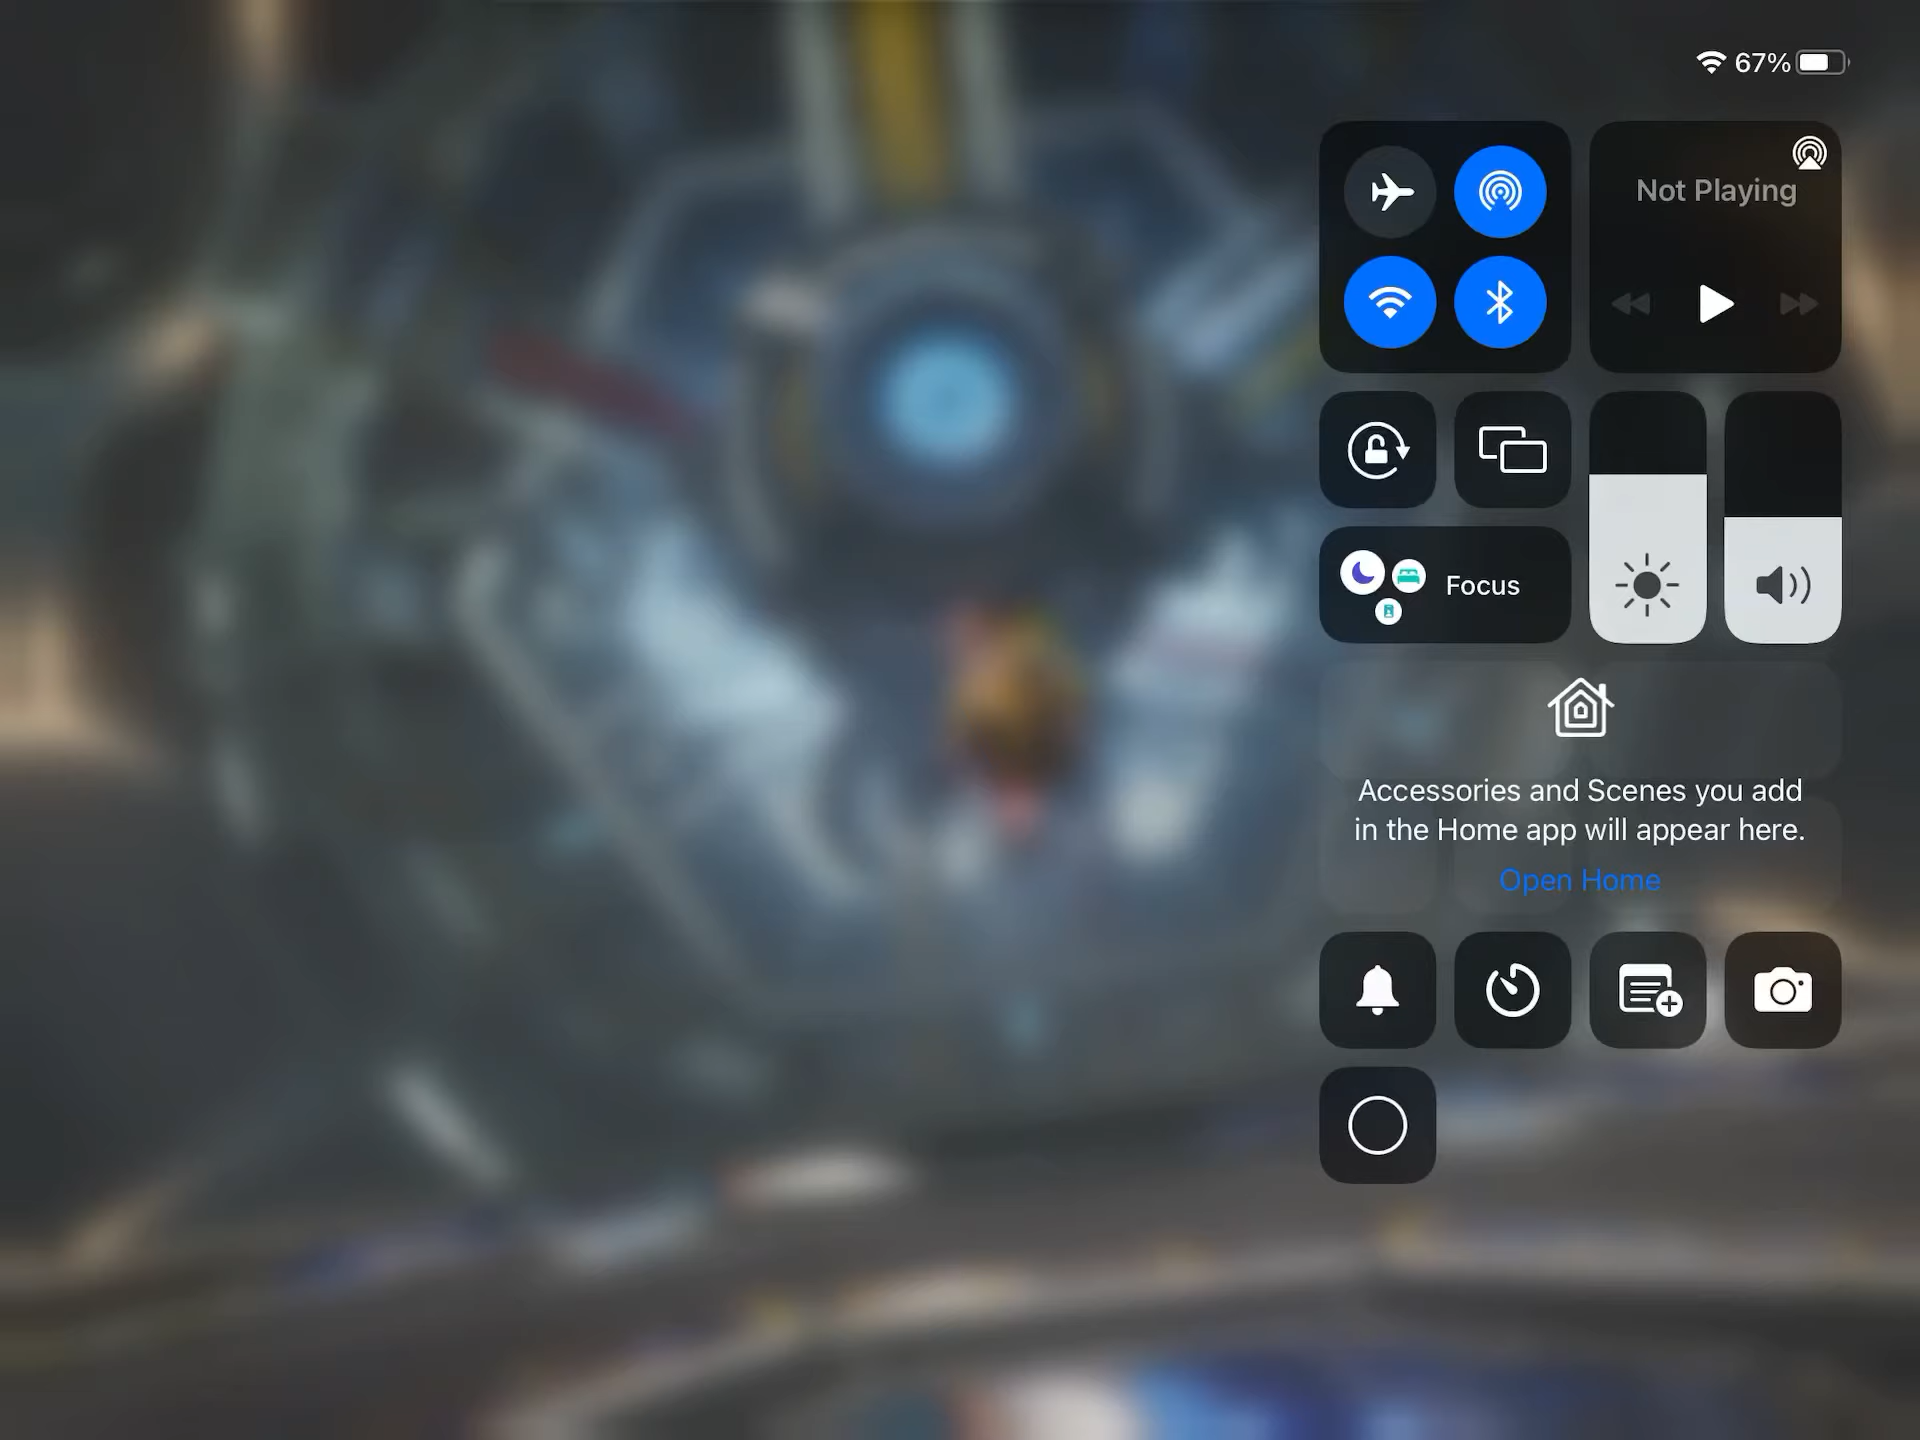 67%
Not Playing
Focus
Accessories and Scenes you add
in the Home app will appear here.
Open Home